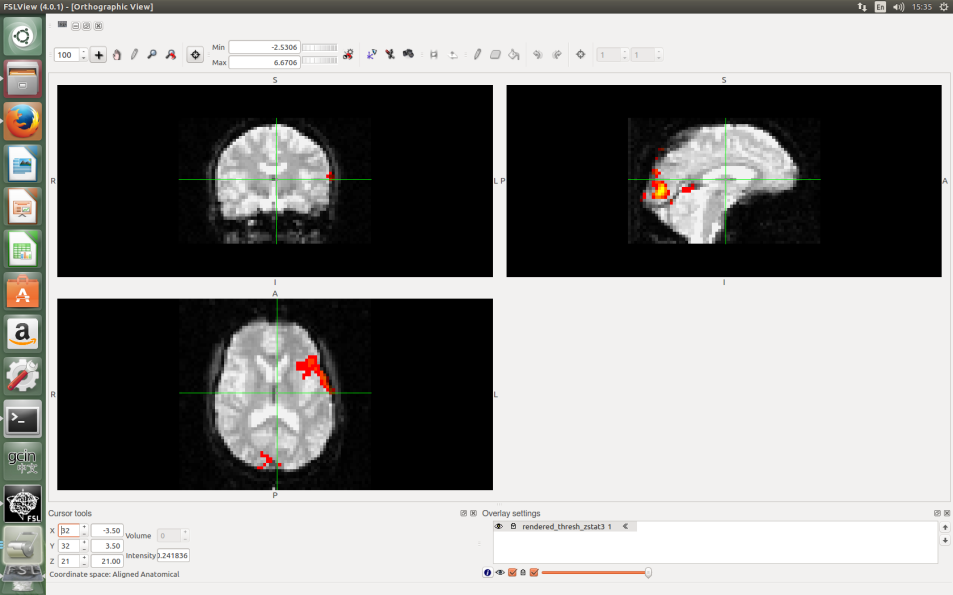 FSLView (4.0.1) - [Orthographic View]
En
15:35
100
Min -2.5306
Max 6.6706
1 1
S
S
R
L P
A
I
I
A
R
L
P
a
>_
gcin
中文
FSL
FSL
Cursor tools
Overlay settings
X 32 -3.50
Volume 0
Y 32 3.50
Z 21 21.00
Intensity 0.241836
Coordinate space: Aligned Anatomical
rendered_thresh_zstat3 1